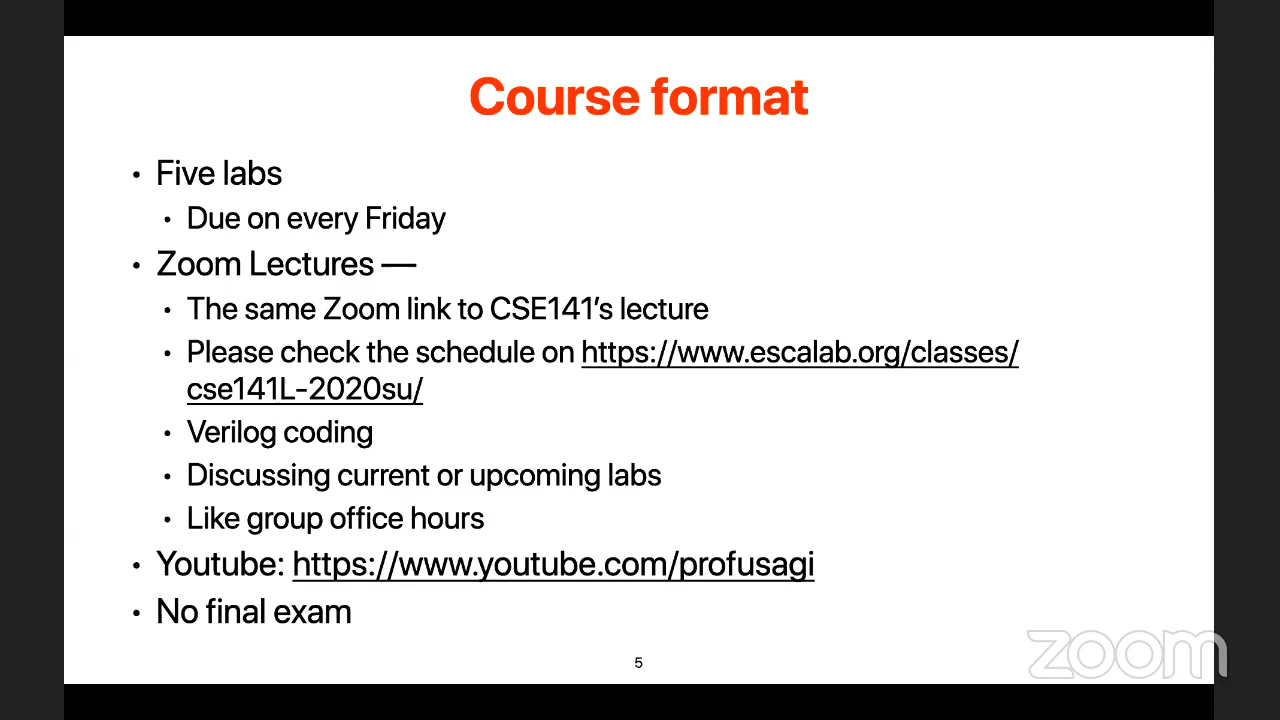 Course format
• Five labs
• Due on every Friday
• Zoom Lectures —
• The same Zoom link to CSE141’s lecture
• Please check the schedule on https://www.escalab.org/classes/
cse141L-2020su/
• Verilog coding
• Discussing current or upcoming labs
• Like group office hours
• Youtube: https://www.youtube.com/profusagi
• No final exam
5
zoom